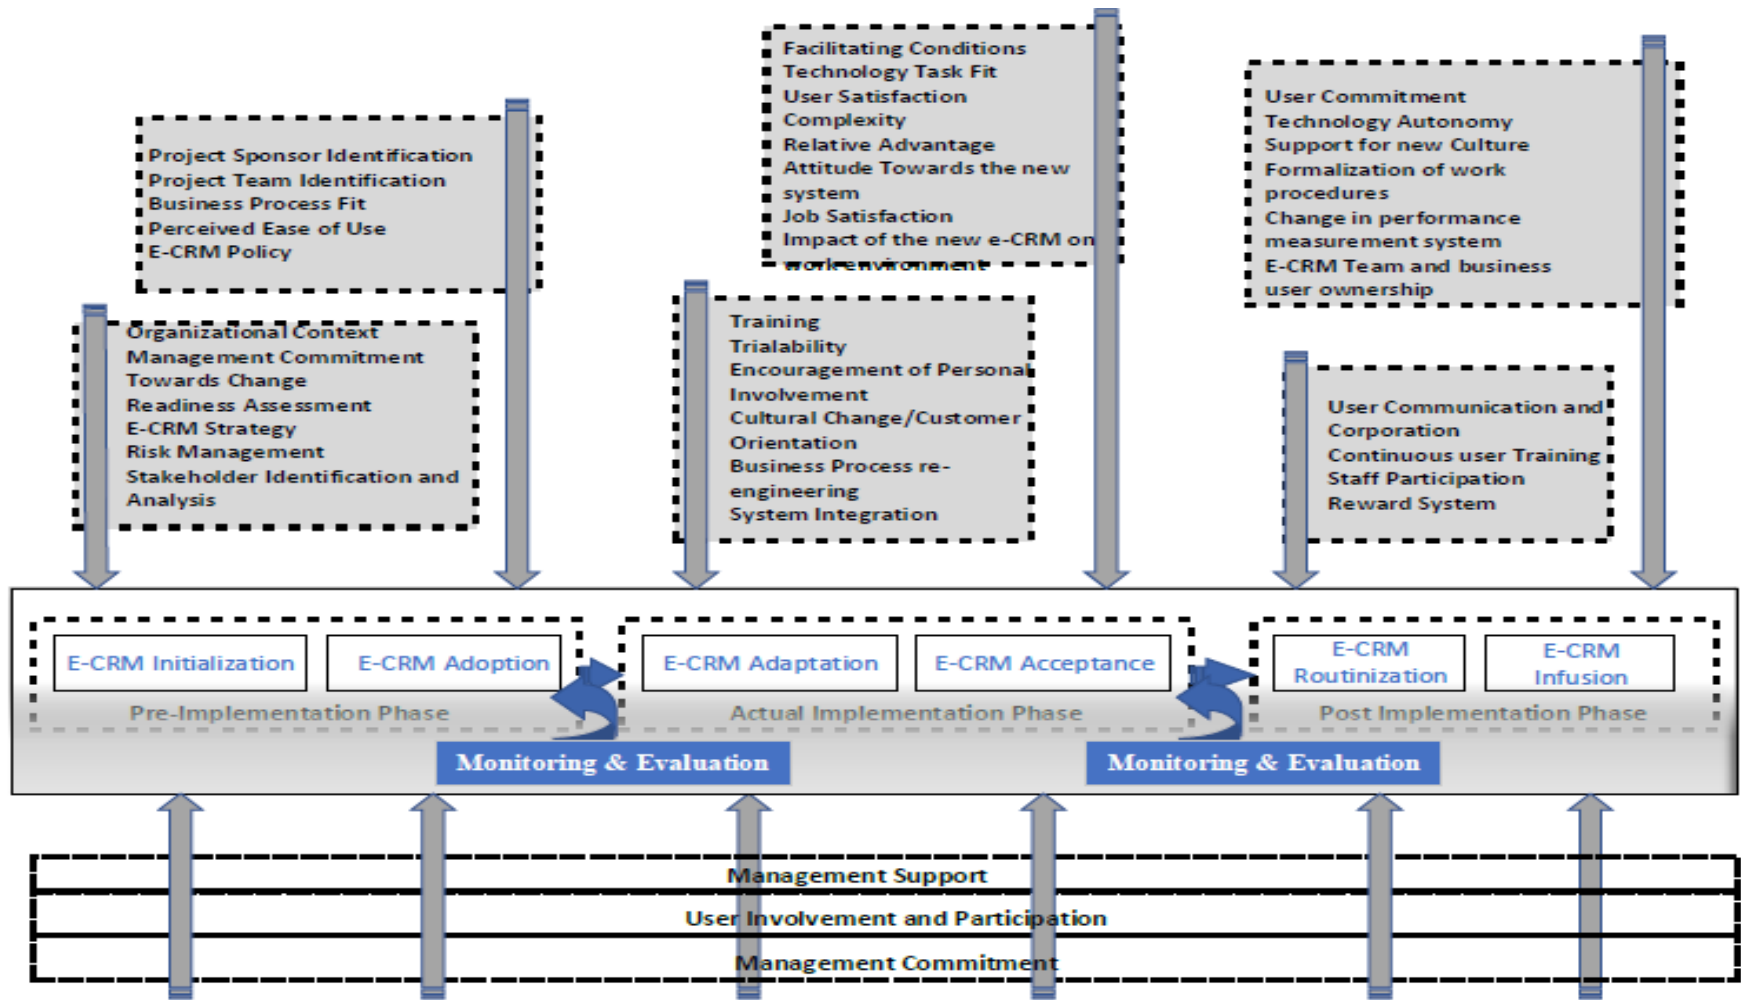 Project Sponsor Identification
Project Team Identification
Business Process Fit
Perceived Ease of Use
E-CRM Policy
Organizational Context
Management Commitment
Towards Change
Readiness Assessment
E-CRM Strategy
Risk Management
Stakeholder Identification and
Analysis
Facilitating Conditions
Technology Task Fit
User Satisfaction
Complexity
Relative Advantage
Attitude Towards the new
system
Job Satisfaction
Impact of the new e-CRM on
work environment
Training
Trialability
Encouragement of Personal
Involvement
Cultural Change/Customer
Orientation
Business Process re-
engineering
System Integration
User Commitment
Technology Autonomy
Support for new Culture
Formalization of work
procedures
Change in performance
measurement system
E-CRM Team and business
user ownership
User Communication and
Corporation
Continuous user Training
Staff Participation
Reward System
E-CRM Initialization
E-CRM Adoption
Pre-Implementation Phase
E-CRM Adaptation
E-CRM Acceptance
Actual Implementation Phase
E-CRM
Routinization
E-CRM
Infusion
Post Implementation Phase
Monitoring & Evaluation
Monitoring & Evaluation
Management Support
User Involvement and Participation
Management Commitment